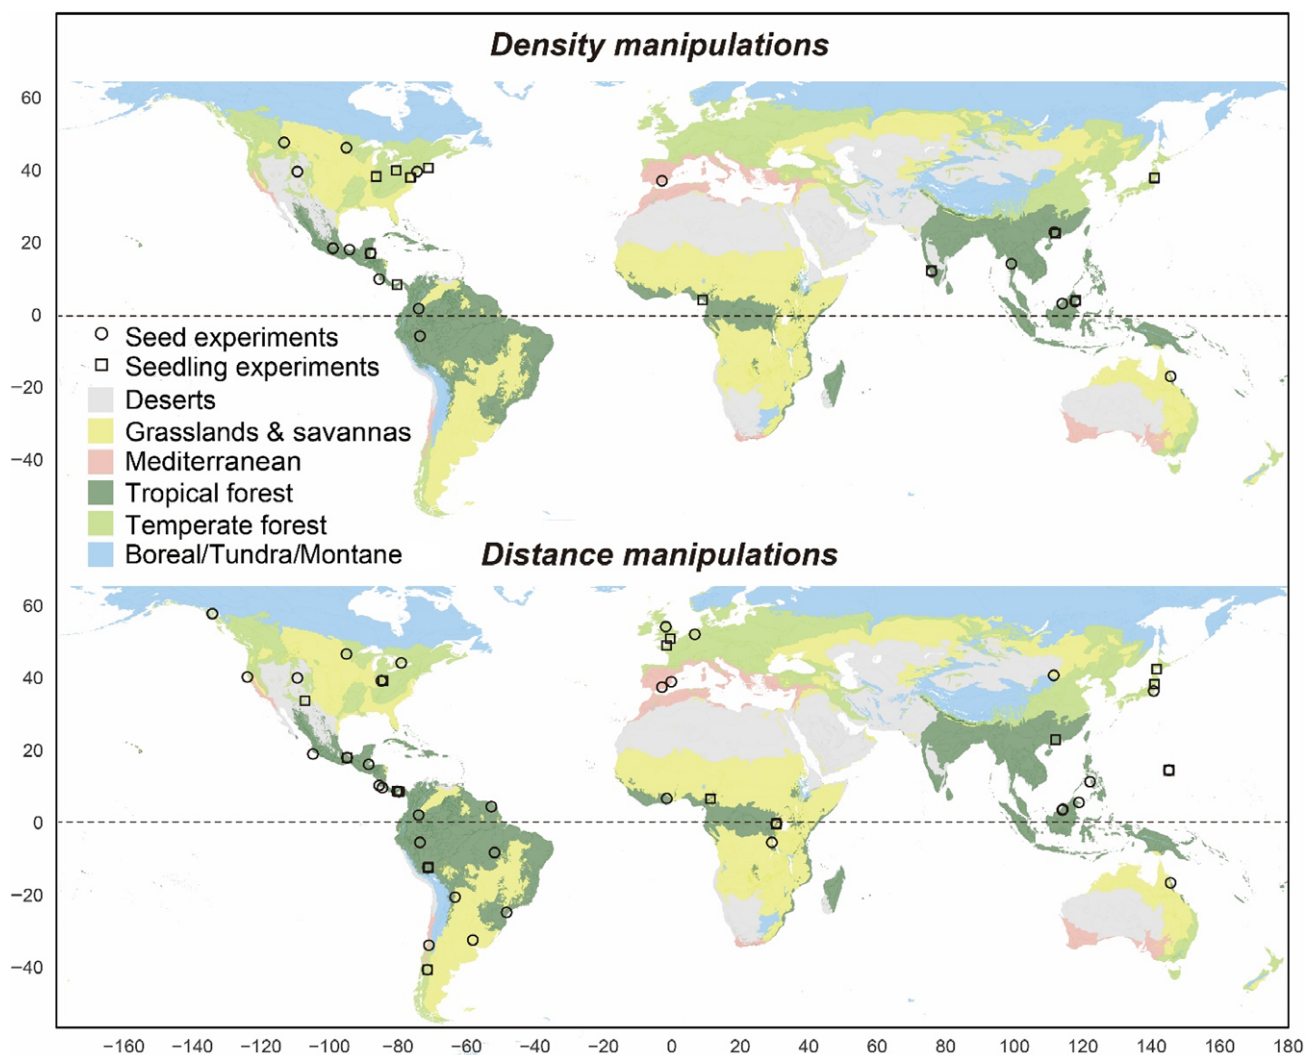 Density manipulations
60
40
20
0
−20
−40
Seed experiments
Seedling experiments
Deserts
Grasslands & savannas
Mediterranean
Tropical forest
Temperate forest
Boreal/Tundra/Montane
Distance manipulations
60
40
20
0
−20
−40
−160 −140 −120 −100 −80 −60 −40 −20 0 20 40 60 80 100 120 140 160 180